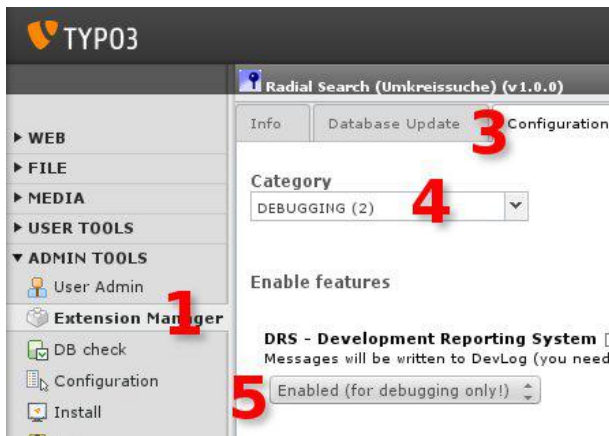 TYPO3
Radial Search (Umkreissuche) (v1.0.0)
Info
Database Update
3
Configuration
WEB
FILE
MEDIA
USER TOOLS
ADMIN TOOLS
User Admin
1
Extension Manager
DB check
Configuration
Install
Category
DEBUGGING (2)
4
Enable features
DRS - Development Reporting System
Messages will be written to DevLog (you need
5
Enabled (for debugging only!)